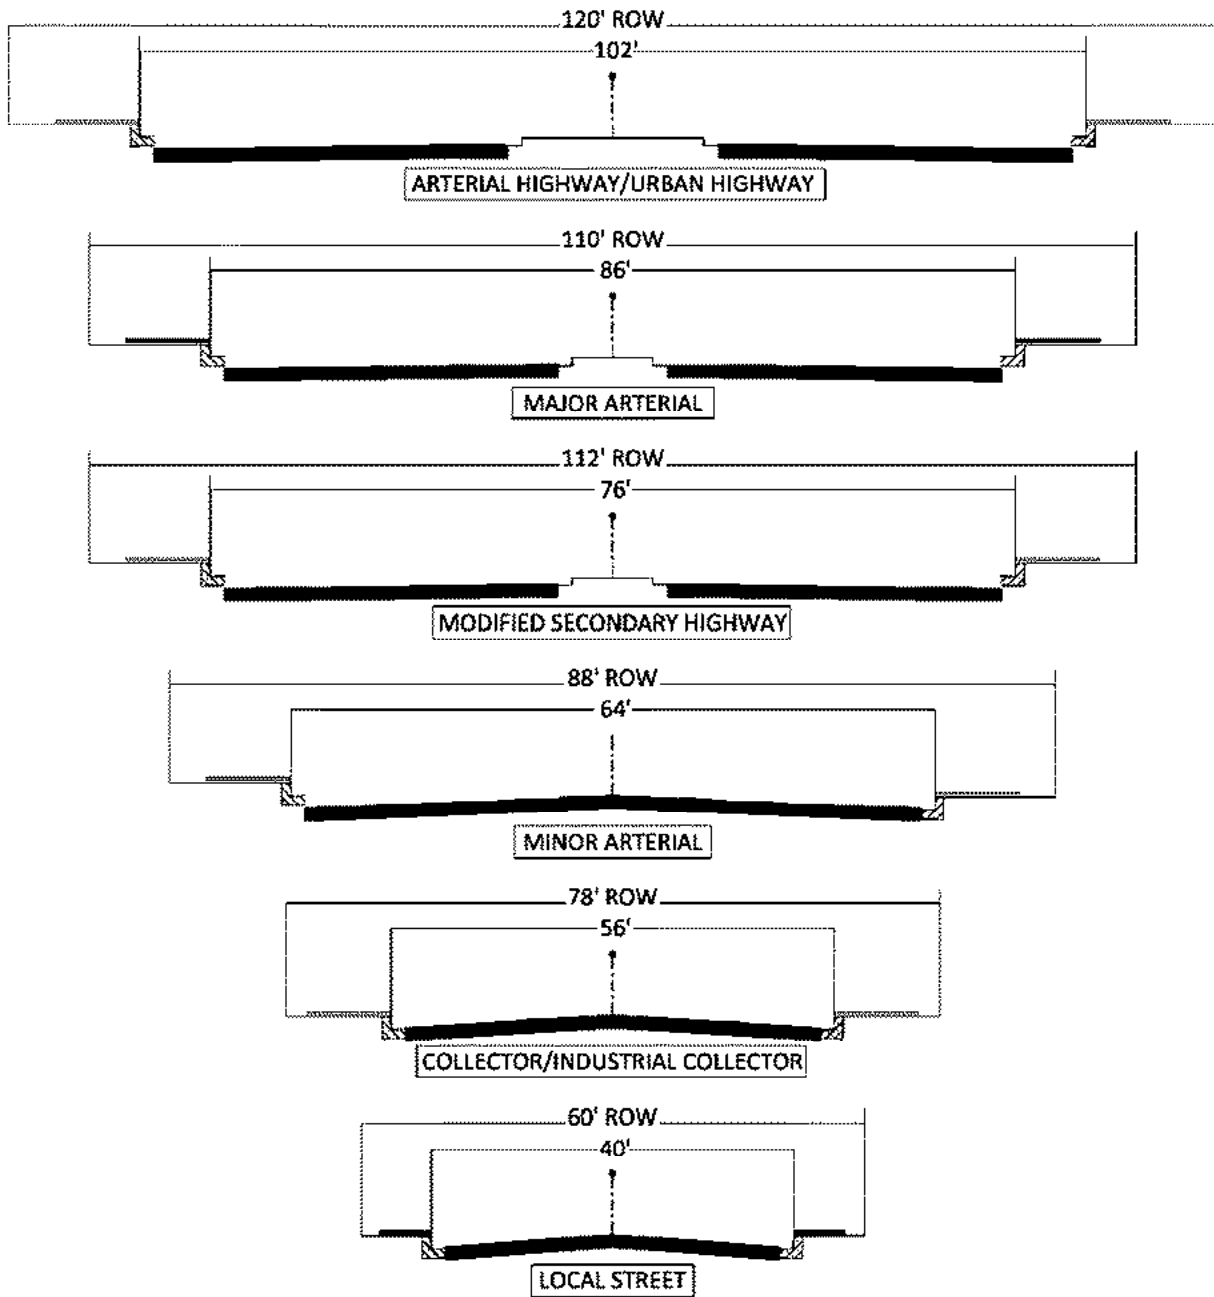 120' ROW
102'
ARTERIAL HIGHWAY/URBAN HIGHWAY
110' ROW
86'
MAJOR ARTERIAL
112' ROW
76'
MODIFIED SECONDARY HIGHWAY
88' ROW
64'
MINOR ARTERIAL
78' ROW
56'
COLLECTOR/INDUSTRIAL COLLECTOR
60' ROW
40'
LOCAL STREET